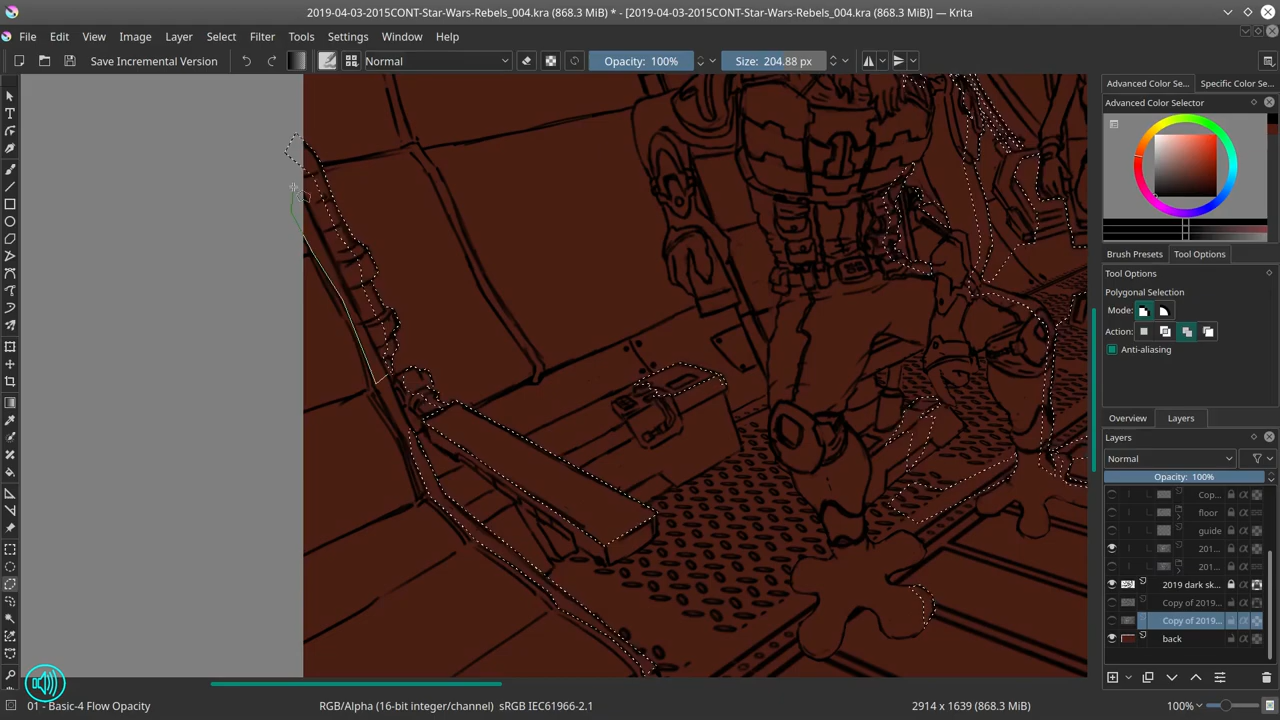 2019-04-03-2015CONT-Star-Wars-Rebels_004.kra (868.3 MiB) * - [2019-04-03-2015CONT-Star-Wars-Rebels_004.kra (868.3 MiB)] — Krita
File Edit View Image Layer Select Filter Tools Settings Window Help
Save Incremental Version Normal Opacity: 100% Size: 204.88 px
Advanced Color Se... Specific Color Se...
Advanced Color Selector
Brush Presets Tool Options
Tool Options
Polygonal Selection
Mode:
Action:
Anti-aliasing
Overview Layers
Layers
Normal
Opacity: 100%
Cop...
floor
guide
201...
201...
2019 dark sk...
Copy of 2019...
Copy of 2019...
back
01 - Basic-4 Flow Opacity RGB/Alpha (16-bit integer/channel) sRGB IEC61966-2.1 2914 x 1639 (868.3 MiB) 100%